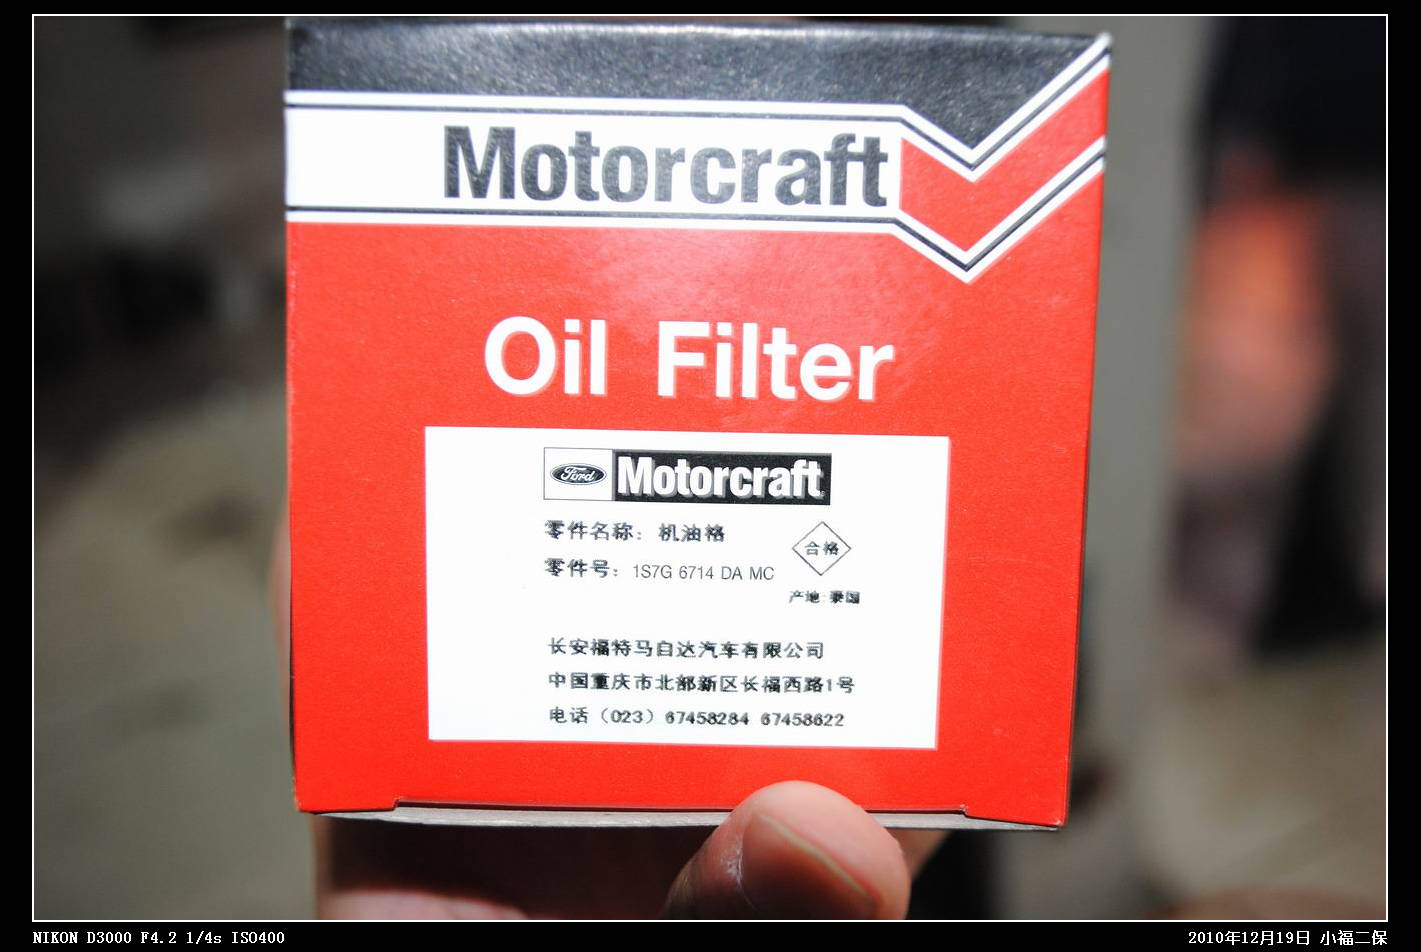 Motorcraft
Oil Filter
Ford Motorcraft
零件名称：机油格
合格
零件号：1S7G 6714 DA MC
产地：泰国
长安福特马自达汽车有限公司
中国重庆市北部新区长福西路1号
电话（023）67458284 67458622
NIKON D3000 F4.2 1/4s ISO400
2010年12月19日 小福二保